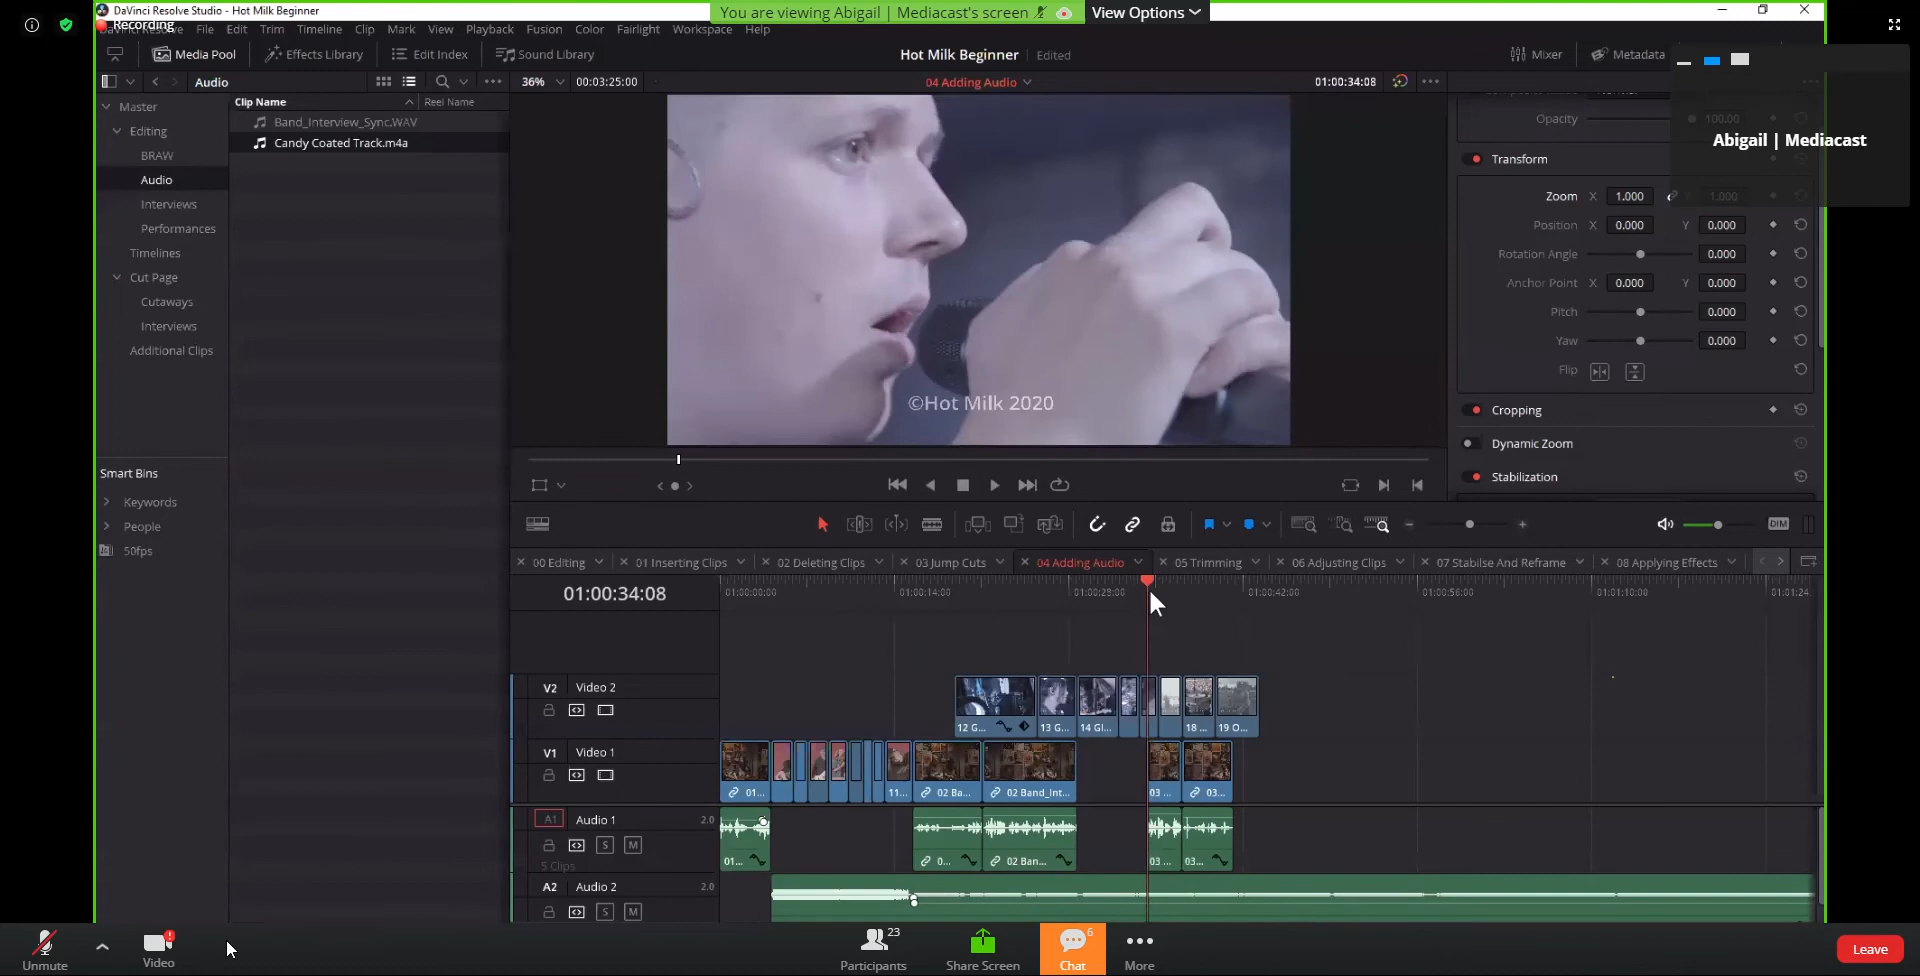 DaVinci Resolve Studio - Hot Milk Beginner
You are viewing Abigail | Mediacast's screen
View Options
Recording
DaVinci Resolve File Edit Trim Timeline Clip Mark View Playback Fusion Color Fairlight Workspace Help
Media Pool Effects Library Edit Index Sound Library
Hot Milk Beginner Edited
Mixer Metadata
Audio
36% 00:03:25:00
04 Adding Audio
01:00:34:08
Master
Editing
BRAW
Audio
Interviews
Performances
Timelines
Cut Page
Cutaways
Interviews
Additional Clips
Clip Name Reel Name
Band_Interview_Sync.WAV
Candy Coated Track.m4a
©Hot Milk 2020
Opacity 100.00
Abigail | Mediacast
Transform
Zoom X 1.000 Y 1.000
Position X 0.000 Y 0.000
Rotation Angle 0.000
Anchor Point X 0.000 Y 0.000
Pitch 0.000
Yaw 0.000
Flip
Cropping
Dynamic Zoom
Stabilization
Smart Bins
Keywords
People
50fps
DIM
00 Editing 01 Inserting Clips 02 Deleting Clips 03 Jump Cuts 04 Adding Audio 05 Trimming 06 Adjusting Clips 07 Stabilse And Reframe 08 Applying Effects
01:00:34:08
01:00:00:00 01:00:14:00 01:00:28:00 01:00:42:00 01:00:56:00 01:01:10:00 01:01:24
V2 Video 2
12 G... 13 G... 14 Gl... 18 ... 19 O...
V1 Video 1
01... 11... 02 Ba... 02 Band_Int... 03 ... 03...
A1 Audio 1 2.0
S M
5 Clips
01... 0... 02 Ban... 03 ... 03...
A2 Audio 2 2.0
S M
Unmute
Video
Participants 23
Share Screen
Chat 6
More
Leave